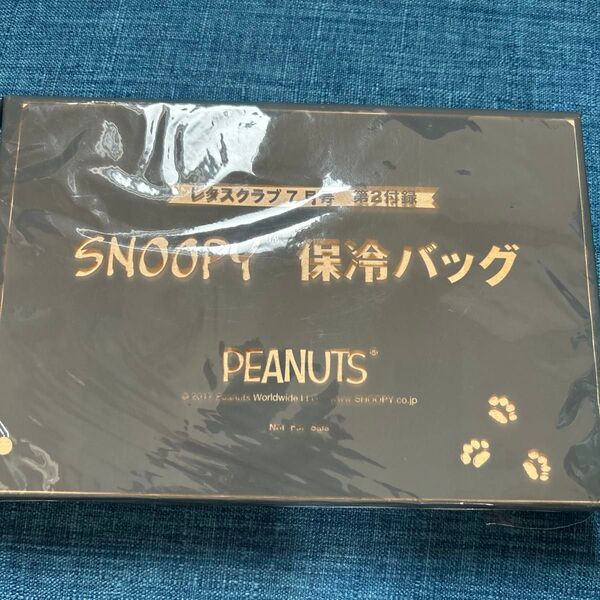 レタスクラブ 7月号 第2付録
SNOOPY 保冷バッグ
PEANUTS®
© 2017 Peanuts Worldwide LLC www.SNOOPY.co.jp
Not For Sale